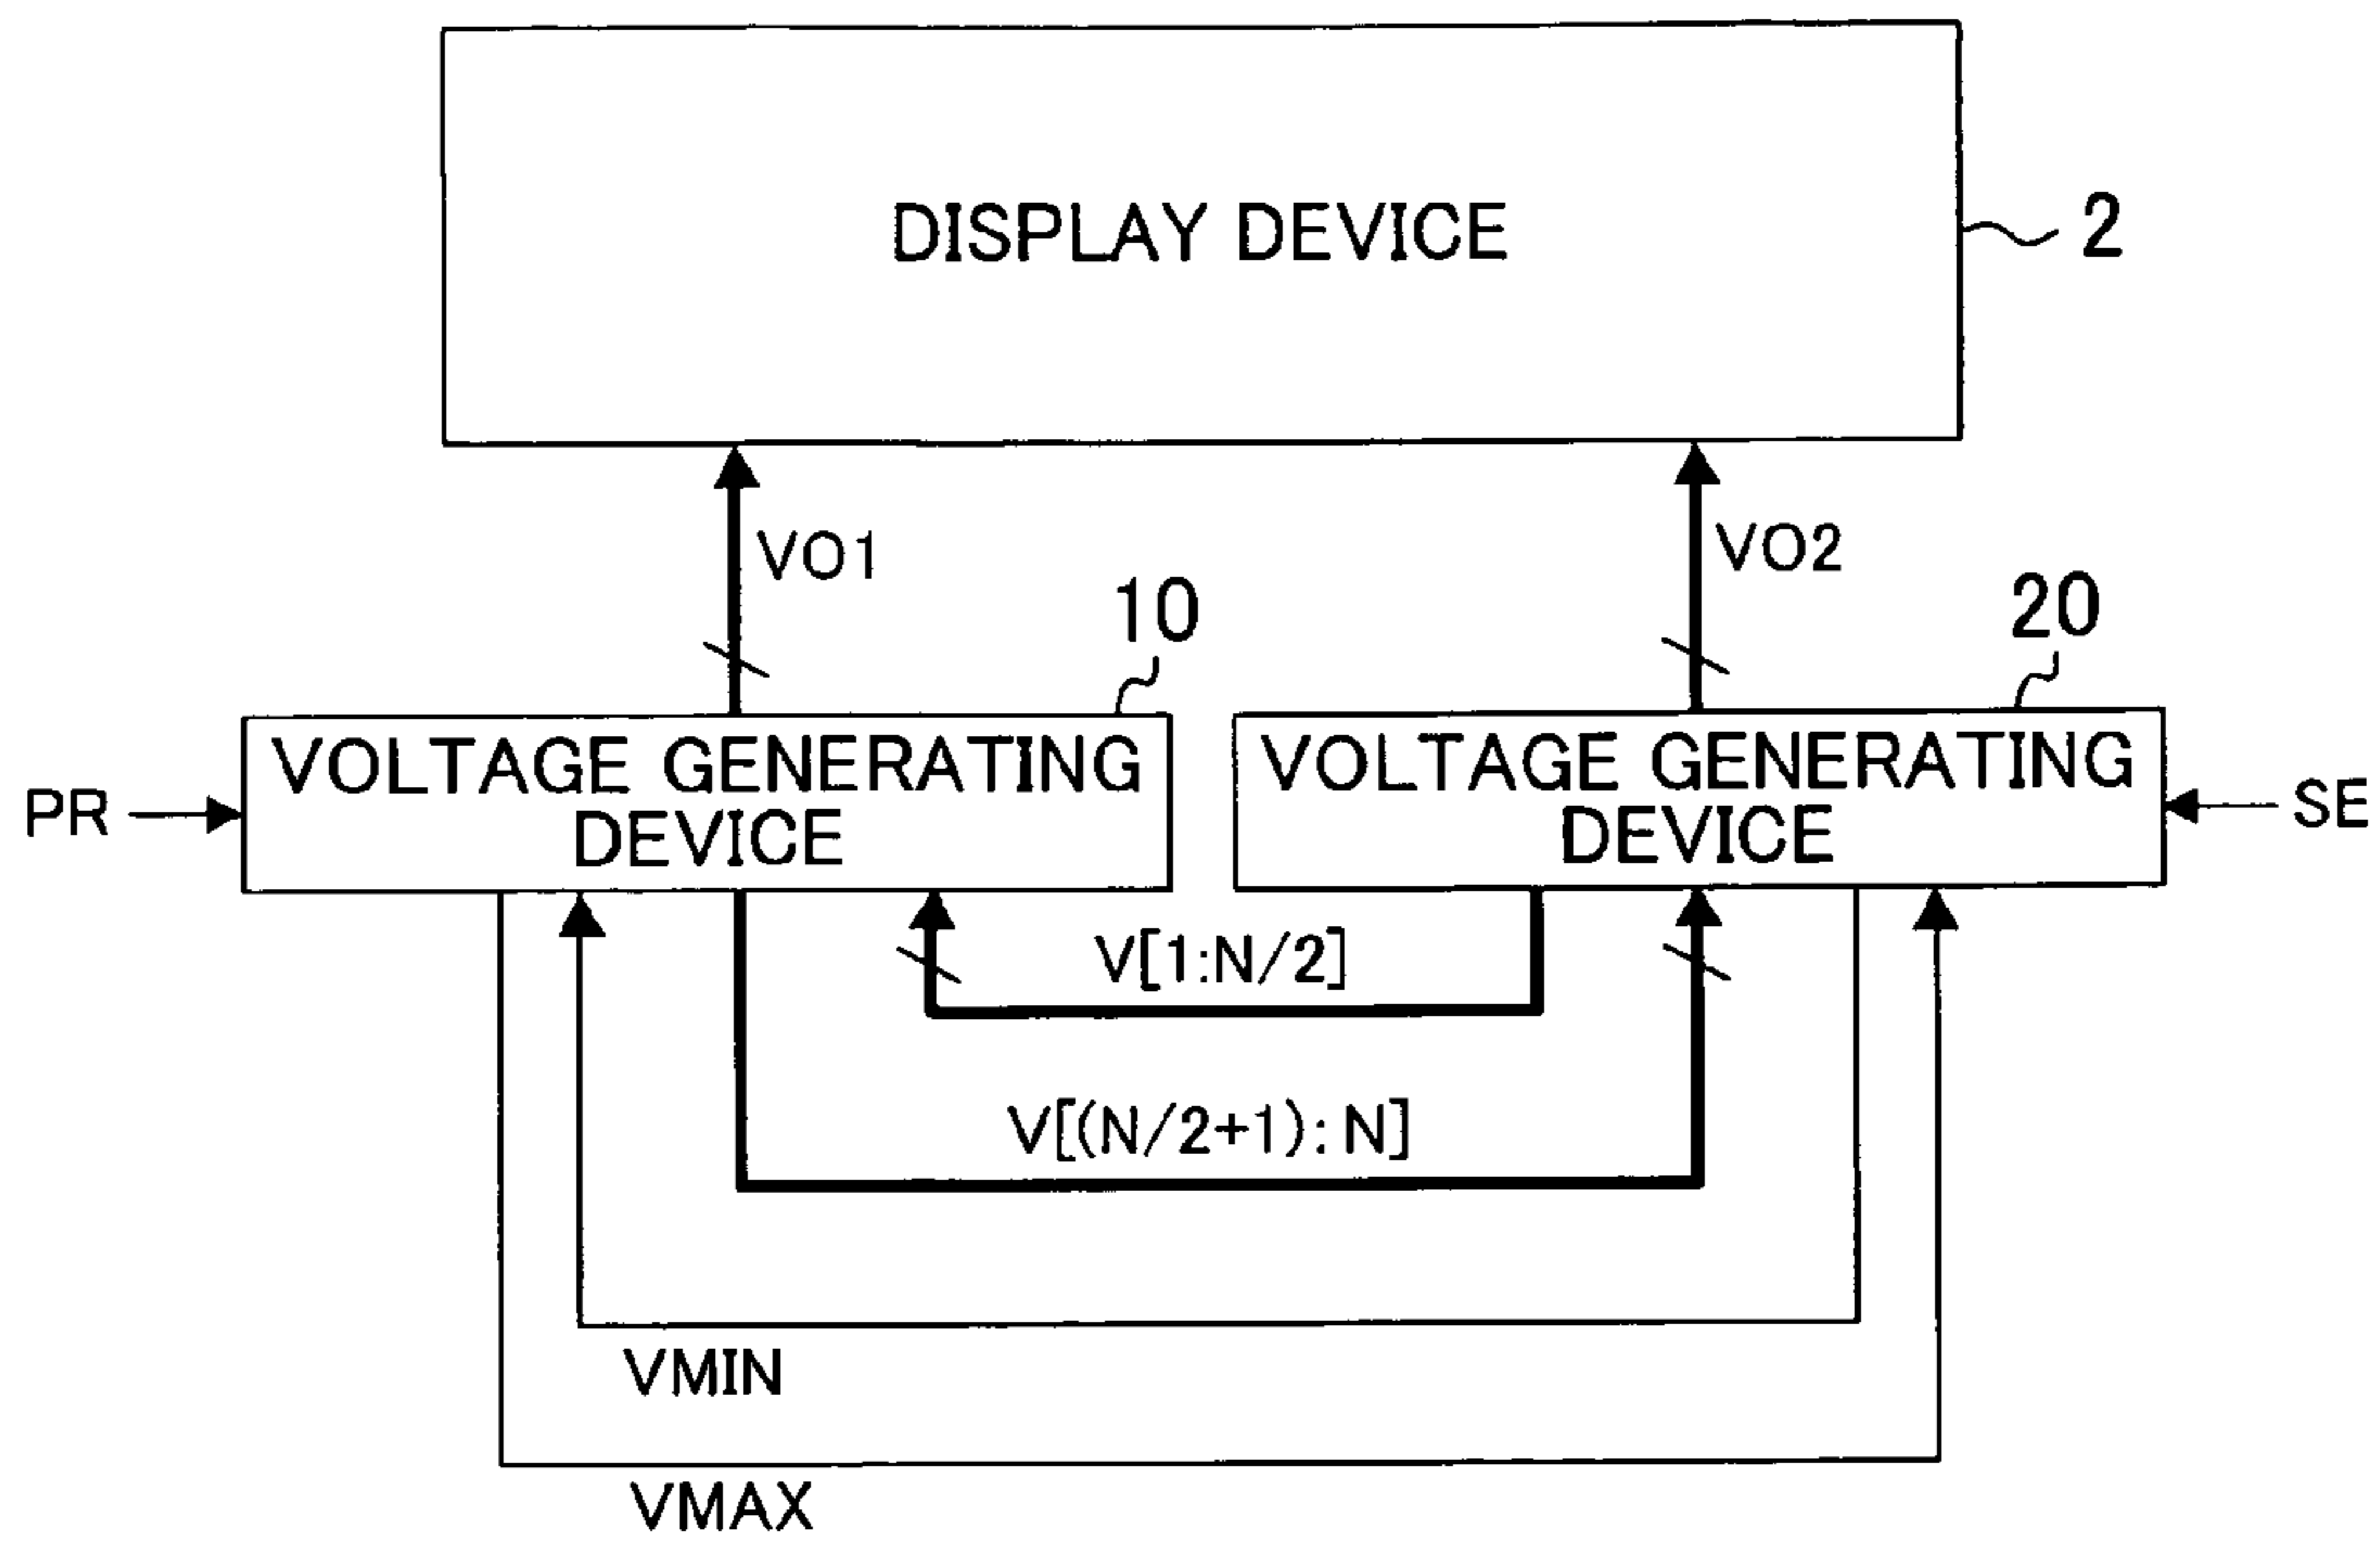 DISPLAY DEVICE
2
VO1
VO2
10
20
VOLTAGE GENERATING
DEVICE
VOLTAGE GENERATING
DEVICE
PR
SE
V[1:N/2]
V[(N/2+1):N]
VMIN
VMAX